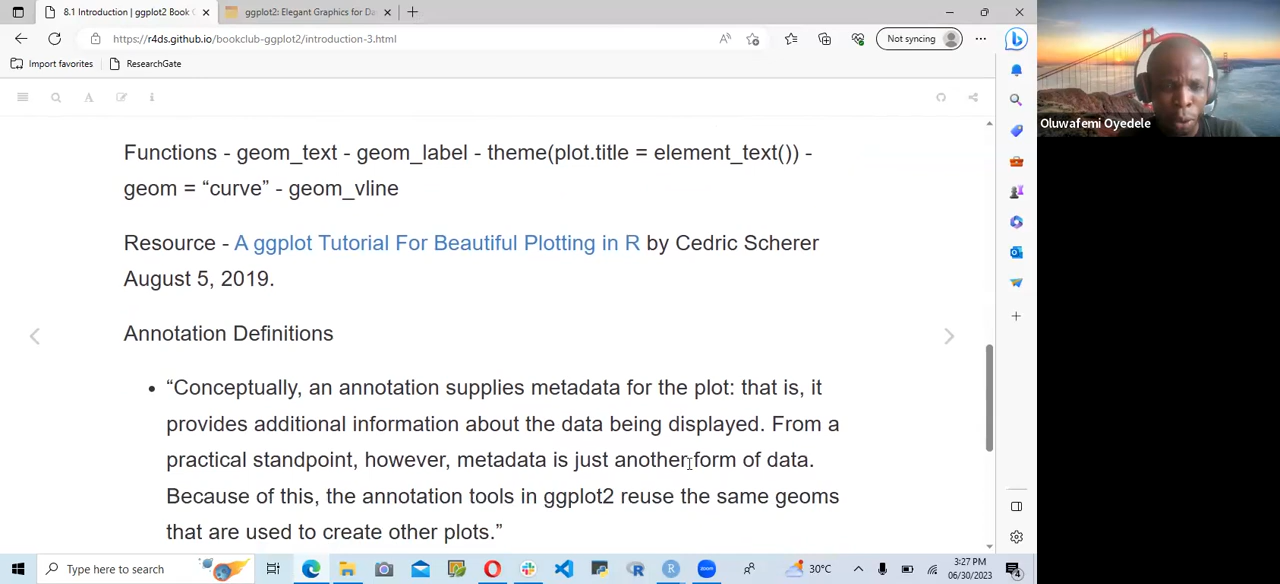 8.1 Introduction | ggplot2 Book
ggplot2: Elegant Graphics for Da
https://r4ds.github.io/bookclub-ggplot2/introduction-3.html
Not syncing
Import favorites
ResearchGate
Oluwafemi Oyedele
Functions - geom_text - geom_label - theme(plot.title = element_text()) -
geom = “curve” - geom_vline
Resource - A ggplot Tutorial For Beautiful Plotting in R by Cedric Scherer
August 5, 2019.
Annotation Definitions
• “Conceptually, an annotation supplies metadata for the plot: that is, it
provides additional information about the data being displayed. From a
practical standpoint, however, metadata is just another form of data.
Because of this, the annotation tools in ggplot2 reuse the same geoms
that are used to create other plots.”
Type here to search
30°C
3:27 PM
06/30/2023